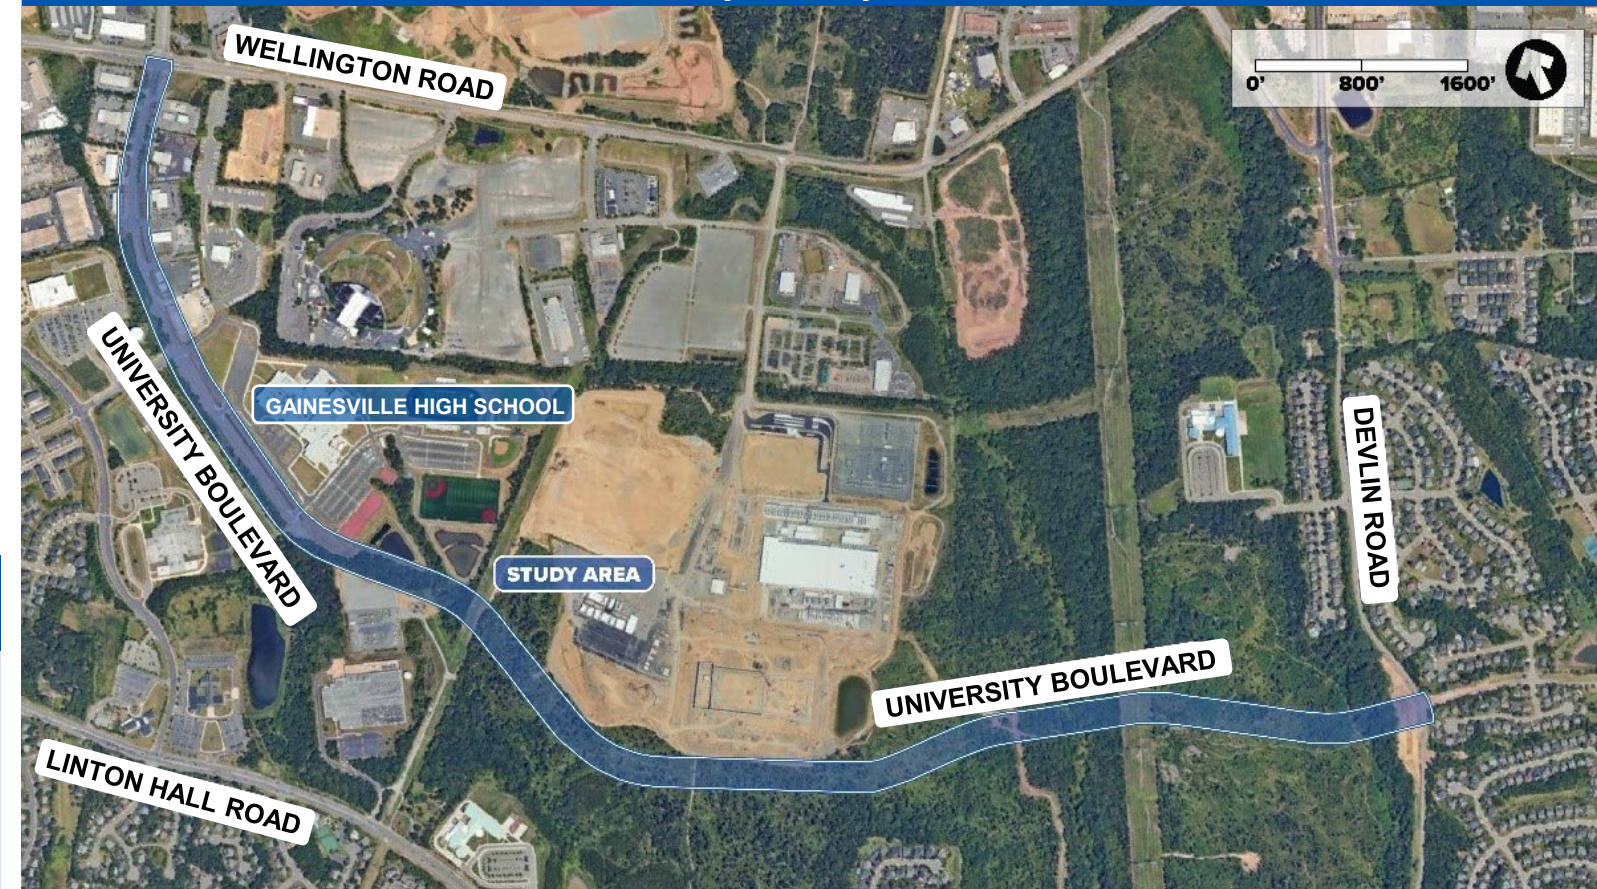 WELLINGTON ROAD
0' 800' 1600'
UNIVERSITY BOULEVARD
GAINESVILLE HIGH SCHOOL
DEVLIN ROAD
STUDY AREA
UNIVERSITY BOULEVARD
LINTON HALL ROAD